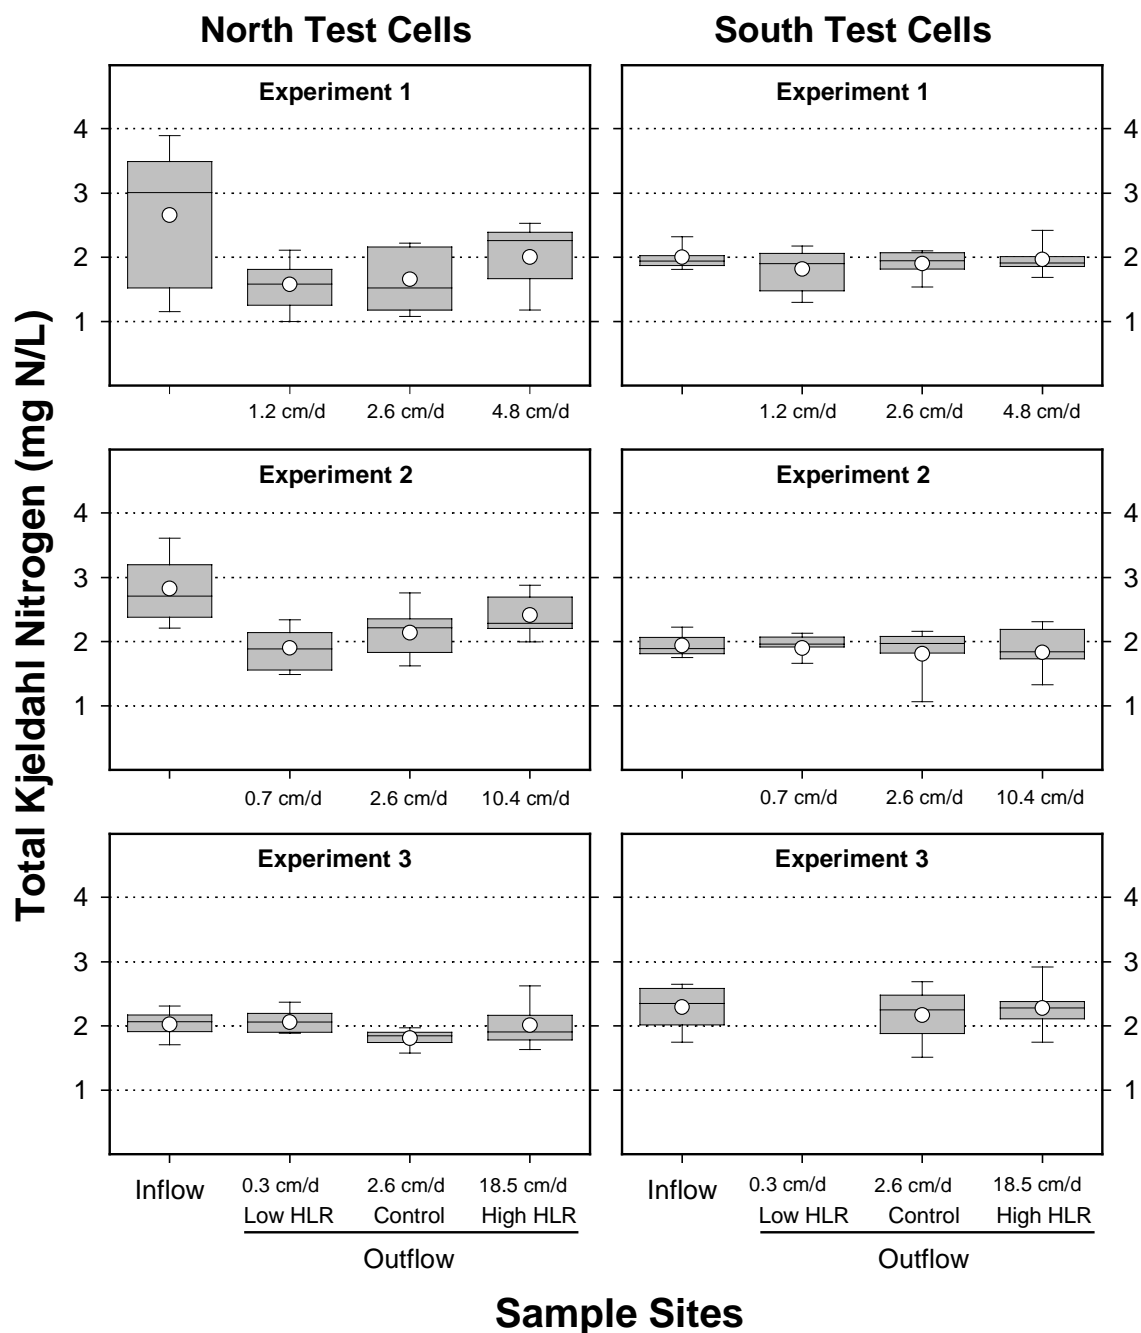 North Test Cells South Test Cells
Total Kjeldahl Nitrogen (mg N/L)
Experiment 1 Experiment 1
4 4
3 3
2 2
1 1
1.2 cm/d 2.6 cm/d 4.8 cm/d 1.2 cm/d 2.6 cm/d 4.8 cm/d
Experiment 2 Experiment 2
4 4
3 3
2 2
1 1
0.7 cm/d 2.6 cm/d 10.4 cm/d 0.7 cm/d 2.6 cm/d 10.4 cm/d
Experiment 3 Experiment 3
4 4
3 3
2 2
1 1
Inflow 0.3 cm/d 2.6 cm/d 18.5 cm/d Inflow 0.3 cm/d 2.6 cm/d 18.5 cm/d
Low HLR Control High HLR Low HLR Control High HLR
Outflow Outflow
Sample Sites